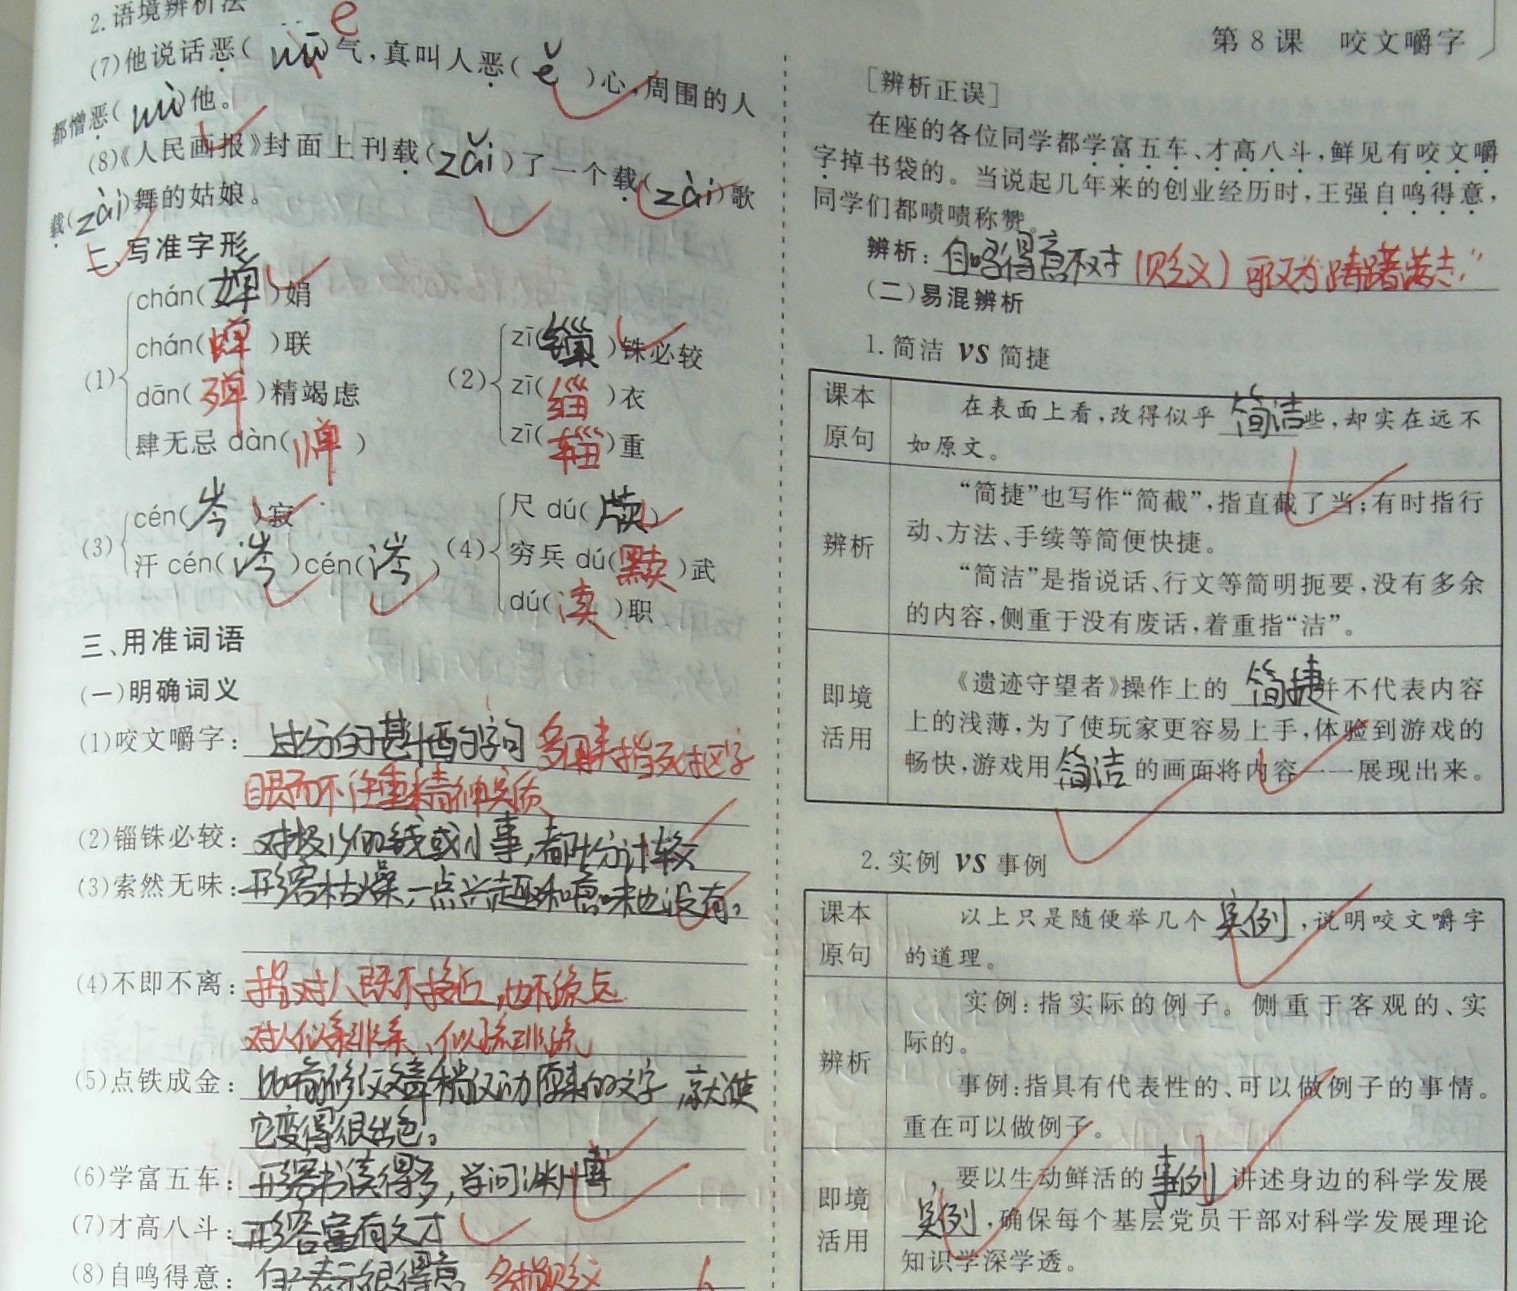 2.语境辨析法
(7)他说话恶( wù )气,真叫人恶( ě )心,周围的人
ě
都憎恶( wù )他。
(8)《人民画报》封面上刊载( zǎi )了一个载( zài )歌
载( zài )舞的姑娘。
二、写准字形
(1)
chán( 婵 )娟
chán( 蝉 )联
dān( 殚 )精竭虑
肆无忌 dàn( 惮 )
(2)
zī( 锱 )铢必较
zī( 缁 )衣
zī( 辎 )重
(3)
cén( 岑 )寂
汗 cén( 涔 )cén( 涔 )
(4)
尺 dú( 牍 )
穷兵 dú( 黩 )武
dú( 渎 )职
三、用准词语
(一)明确词义
(1)咬文嚼字: 过分的斟酌字句 多用来指死抠字
眼而不注重精神实质
(2)锱铢必较: 对极少的钱或小事,都十分计较
(3)索然无味: 形容枯燥,一点兴趣和意味也没有。
(4)不即不离: 指对人既不接近,也不疏远
对人似亲非亲、似疏非疏
(5)点铁成金: 比喻修改文章稍改动原来的文字,就使
它变得很出色。
(6)学富五车: 形容书读得多,学问渊博
(7)才高八斗: 形容富有文才
(8)自鸣得意: 自己表示很得意 多指贬义
第8课 咬文嚼字
[辨析正误]
在座的各位同学都学富五车、才高八斗,鲜见有咬文嚼
字掉书袋的。当说起几年来的创业经历时,王强自鸣得意,
同学们都啧啧称赞。
辨析: 自鸣得意不对 (贬义) 可改为"踌躇满志"
(二)易混辨析
1.简洁 VS 简捷
课本原句
在表面上看,改得似乎 简洁 些,却实在远不
如原文。
辨析
“简捷”也写作“简截”,指直截了当;有时指行
动、方法、手续等简便快捷。
“简洁”是指说话、行文等简明扼要,没有多余
的内容,侧重于没有废话,着重指“洁”。
即境活用
《遗迹守望者》操作上的 简捷 并不代表内容
上的浅薄,为了使玩家更容易上手,体验到游戏的
畅快,游戏用 简洁 的画面将内容一一展现出来。
2.实例 VS 事例
课本原句
以上只是随便举几个 实例 ,说明咬文嚼字
的道理。
辨析
实例:指实际的例子。侧重于客观的、实
际的。
事例:指具有代表性的、可以做例子的事情。
重在可以做例子。
即境活用
要以生动鲜活的 事例 讲述身边的科学发展
实例 ,确保每个基层党员干部对科学发展理论
知识学深学透。